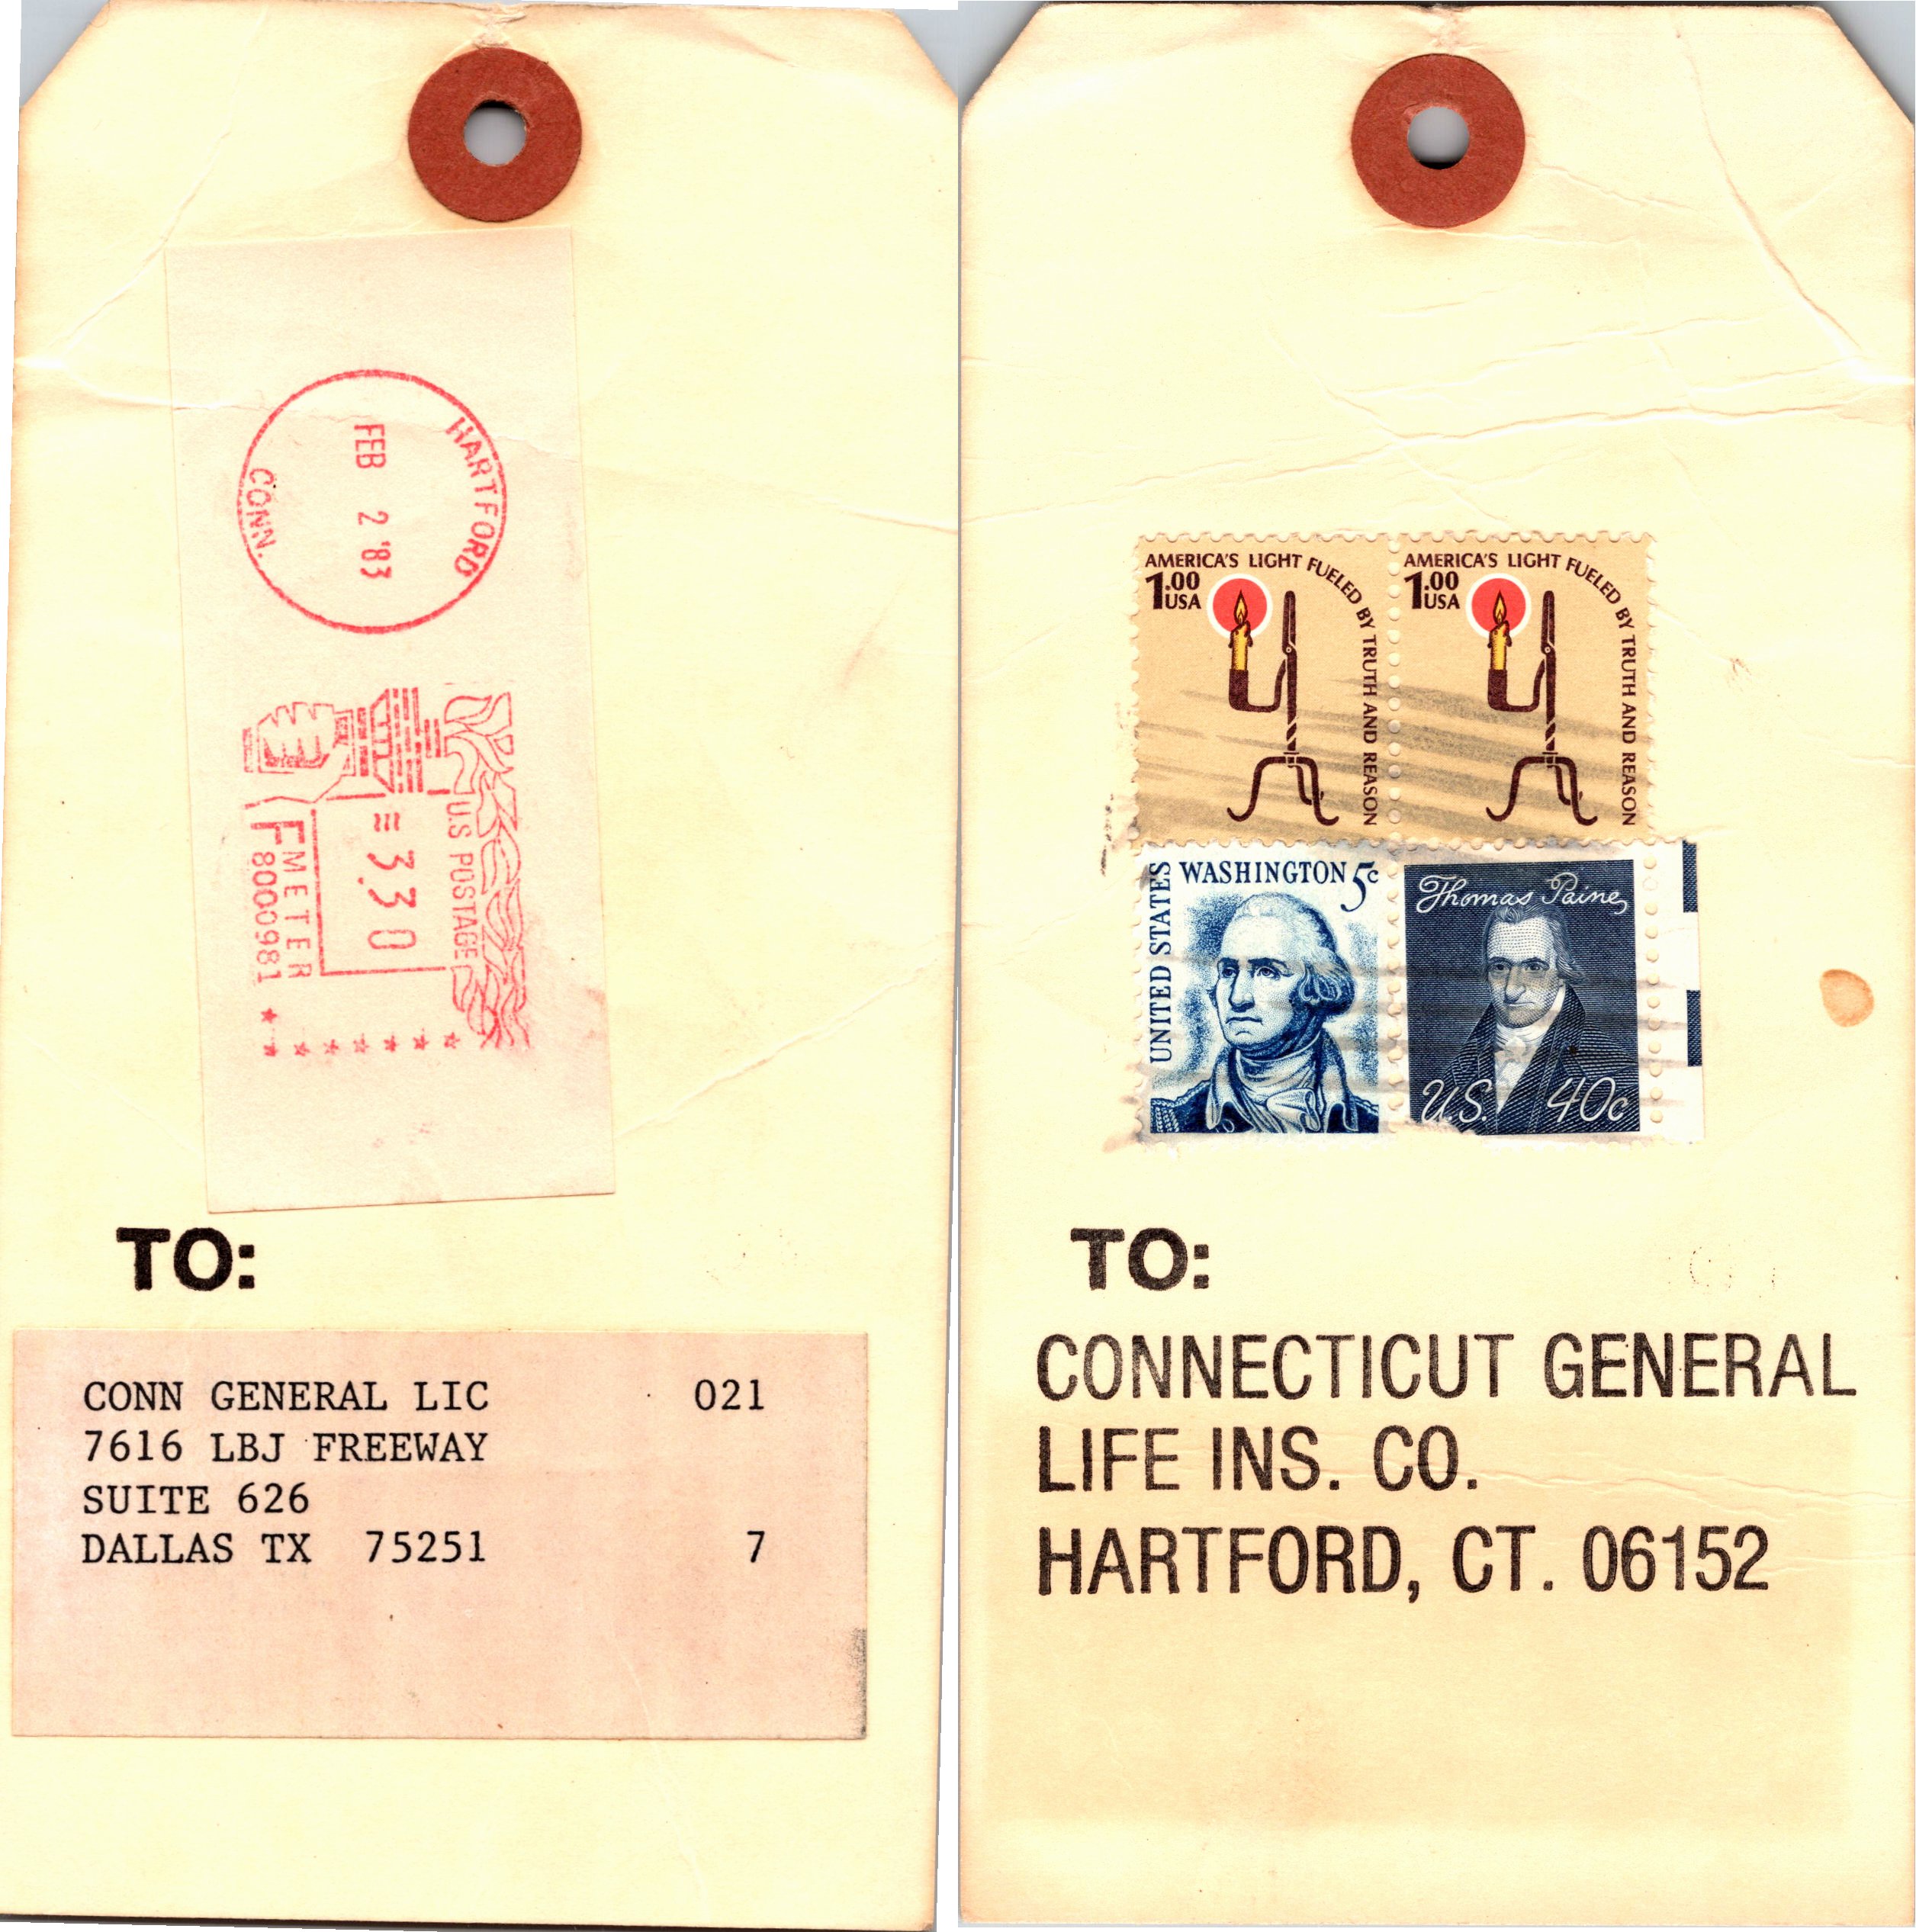 HARTFORD
FEB 2 '83
CONN.
U.S. POSTAGE
≈ 3.30
METER
F 8000981
TO:
CONN GENERAL LIC 021
7616 LBJ FREEWAY
SUITE 626
DALLAS TX 75251 7
AMERICA'S LIGHT FUELED BY TRUTH AND REASON
1.00
USA
AMERICA'S LIGHT FUELED BY TRUTH AND REASON
1.00
USA
UNITED STATES
WASHINGTON 5c
Thomas Paine
U.S. 40c
TO:
CONNECTICUT GENERAL
LIFE INS. CO.
HARTFORD, CT. 06152